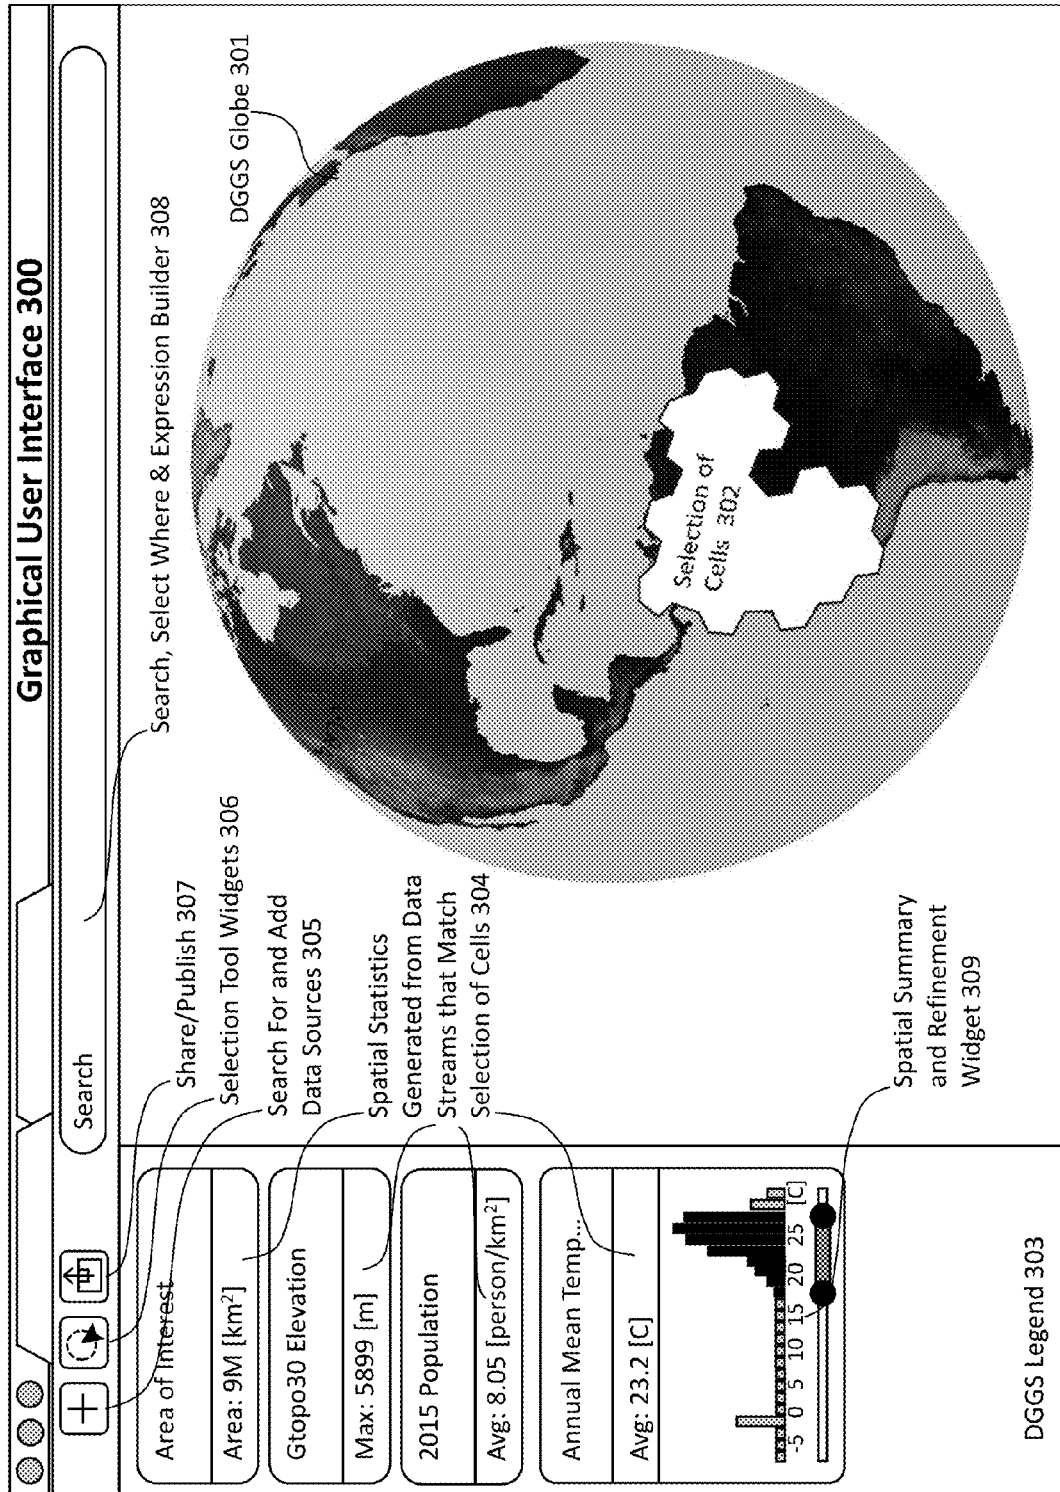 Graphical User Interface 300
Search
Search, Select Where & Expression Builder 308
Share/Publish 307
Selection Tool Widgets 306
Search For and Add
Data Sources 305
Spatial Statistics
Generated from Data
Streams that Match
Selection of Cells 304
DGGS Globe 301
Selection of
Cells 302
Area of Interest
Area: 9M [km²]
Gtopo30 Elevation
Max: 5899 [m]
2015 Population
Avg: 8.05 [person/km²]
Annual Mean Temp...
Avg: 23.2 [C]
-5 0 5 10 15 20 25 [C]
Spatial Summary
and Refinement
Widget 309
DGGS Legend 303